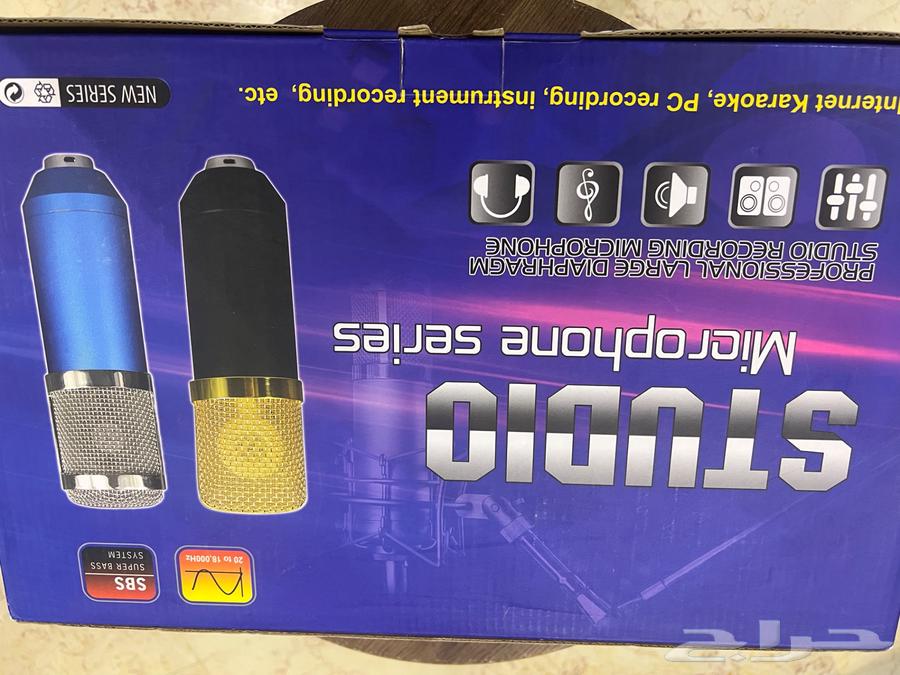 SBS
SUPER BASS
SYSTEM
20 to 18,000Hz
STUDIO
Microphone series
PROFESSIONAL LARGE DIAPHRAGM
STUDIO RECORDING MICROPHONE
Internet Karaoke, PC recording, instrument recording, etc.
NEW SERIES
حراج